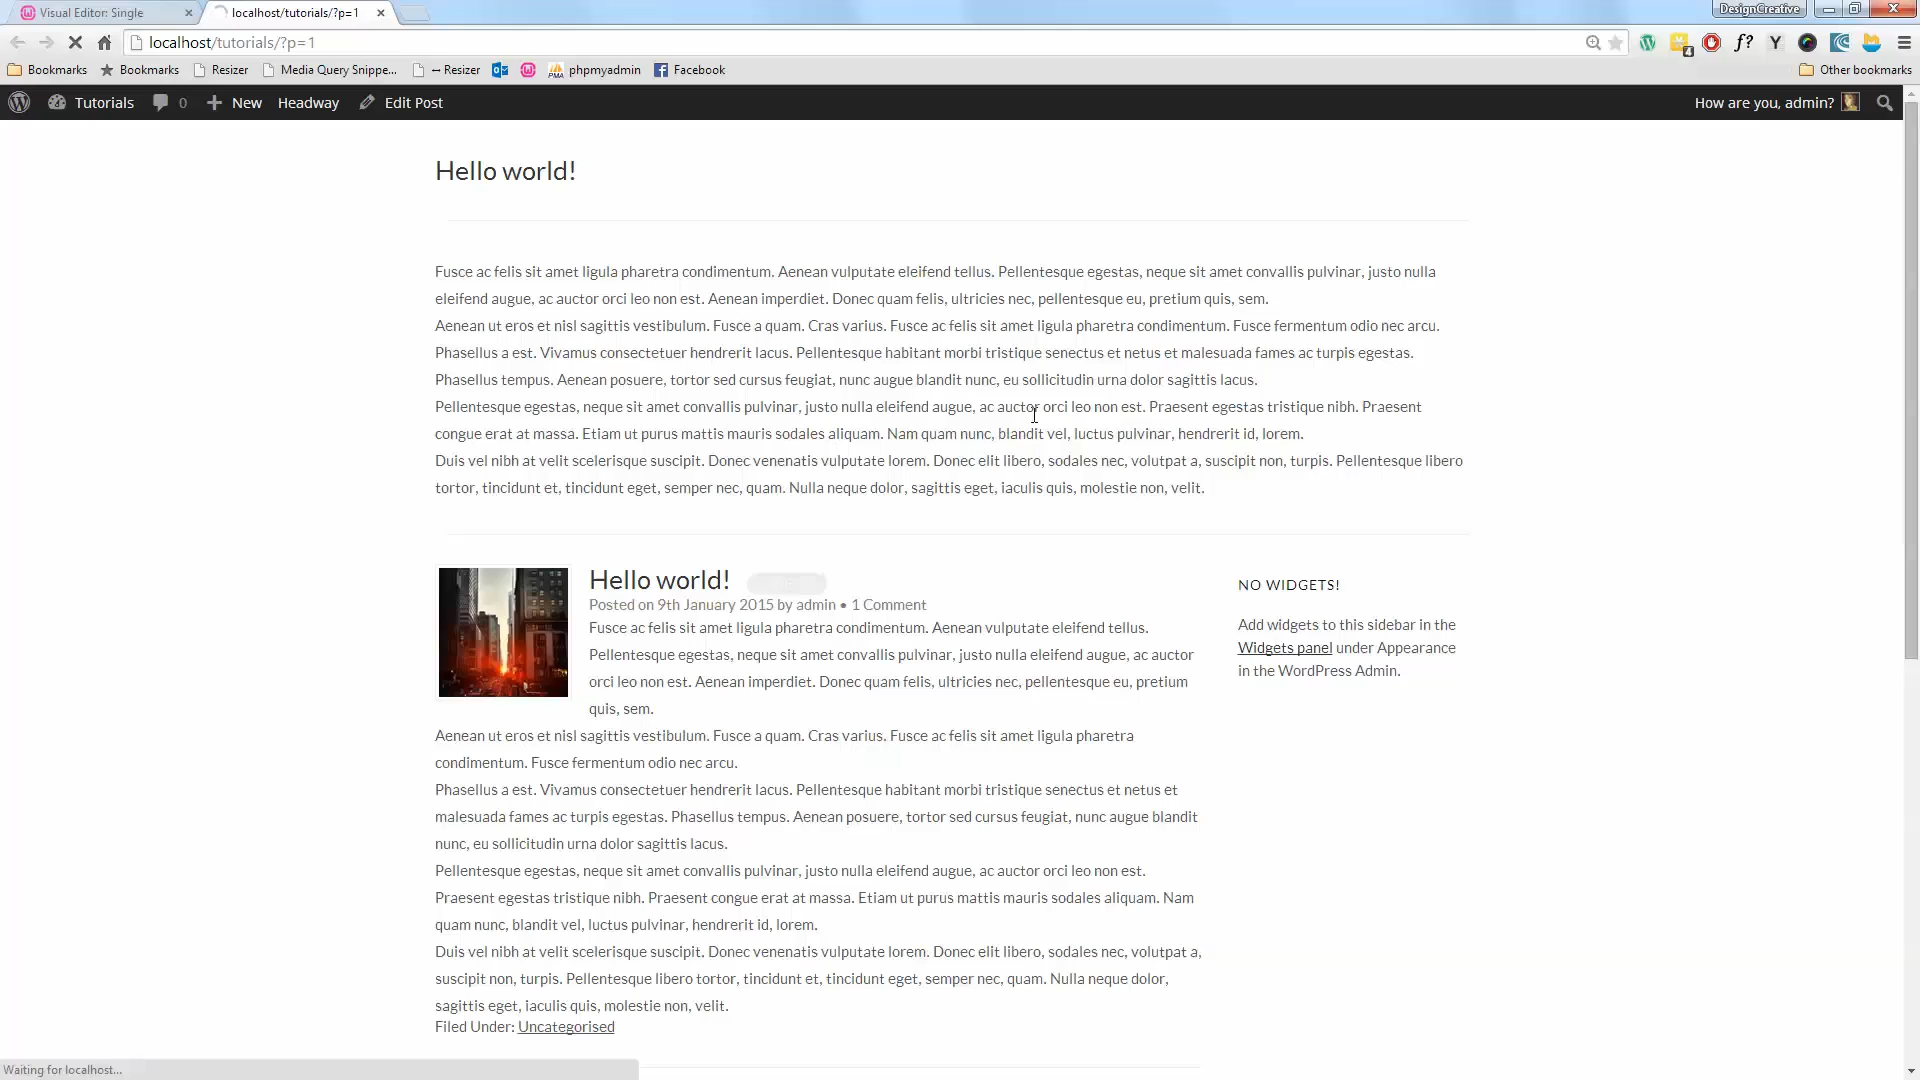 Visual Editor: Single
localhost/tutorials/?p=1
DesignCreative
localhost/tutorials/?p=1
Bookmarks
Bookmarks
Resizer
Media Query Snippe...
↔ Resizer
PMA
phpmyadmin
Facebook
Other bookmarks
Tutorials
0
New
Headway
Edit Post
How are you, admin?
Hello world!
Fusce ac felis sit amet ligula pharetra condimentum. Aenean vulputate eleifend tellus. Pellentesque egestas, neque sit amet convallis pulvinar, justo nulla
eleifend augue, ac auctor orci leo non est. Aenean imperdiet. Donec quam felis, ultricies nec, pellentesque eu, pretium quis, sem.
Aenean ut eros et nisl sagittis vestibulum. Fusce a quam. Cras varius. Fusce ac felis sit amet ligula pharetra condimentum. Fusce fermentum odio nec arcu.
Phasellus a est. Vivamus consectetuer hendrerit lacus. Pellentesque habitant morbi tristique senectus et netus et malesuada fames ac turpis egestas.
Phasellus tempus. Aenean posuere, tortor sed cursus feugiat, nunc augue blandit nunc, eu sollicitudin urna dolor sagittis lacus.
Pellentesque egestas, neque sit amet convallis pulvinar, justo nulla eleifend augue, ac auctor orci leo non est. Praesent egestas tristique nibh. Praesent
congue erat at massa. Etiam ut purus mattis mauris sodales aliquam. Nam quam nunc, blandit vel, luctus pulvinar, hendrerit id, lorem.
Duis vel nibh at velit scelerisque suscipit. Donec venenatis vulputate lorem. Donec elit libero, sodales nec, volutpat a, suscipit non, turpis. Pellentesque libero
tortor, tincidunt et, tincidunt eget, semper nec, quam. Nulla neque dolor, sagittis eget, iaculis quis, molestie non, velit.
Hello world!
Posted on 9th January 2015 by admin • 1 Comment
Fusce ac felis sit amet ligula pharetra condimentum. Aenean vulputate eleifend tellus.
Pellentesque egestas, neque sit amet convallis pulvinar, justo nulla eleifend augue, ac auctor
orci leo non est. Aenean imperdiet. Donec quam felis, ultricies nec, pellentesque eu, pretium
quis, sem.
Aenean ut eros et nisl sagittis vestibulum. Fusce a quam. Cras varius. Fusce ac felis sit amet ligula pharetra
condimentum. Fusce fermentum odio nec arcu.
Phasellus a est. Vivamus consectetuer hendrerit lacus. Pellentesque habitant morbi tristique senectus et netus et
malesuada fames ac turpis egestas. Phasellus tempus. Aenean posuere, tortor sed cursus feugiat, nunc augue blandit
nunc, eu sollicitudin urna dolor sagittis lacus.
Pellentesque egestas, neque sit amet convallis pulvinar, justo nulla eleifend augue, ac auctor orci leo non est.
Praesent egestas tristique nibh. Praesent congue erat at massa. Etiam ut purus mattis mauris sodales aliquam. Nam
quam nunc, blandit vel, luctus pulvinar, hendrerit id, lorem.
Duis vel nibh at velit scelerisque suscipit. Donec venenatis vulputate lorem. Donec elit libero, sodales nec, volutpat a,
suscipit non, turpis. Pellentesque libero tortor, tincidunt et, tincidunt eget, semper nec, quam. Nulla neque dolor,
sagittis eget, iaculis quis, molestie non, velit.
Filed Under: Uncategorised
NO WIDGETS!
Add widgets to this sidebar in the
Widgets panel under Appearance
in the WordPress Admin.
Waiting for localhost...